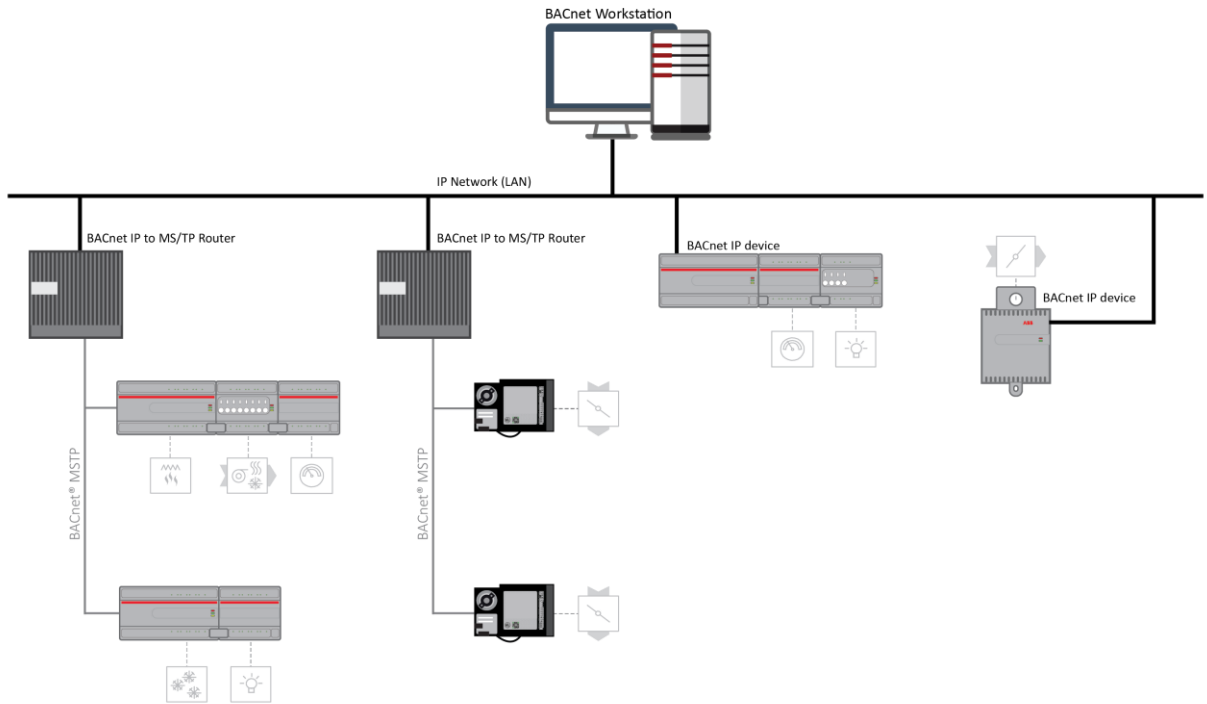 BACnet Workstation
IP Network (LAN)
BACnet IP to MS/TP Router
BACnet IP to MS/TP Router
BACnet IP device
BACnet IP device
ABB
BACnet® MSTP
BACnet® MSTP